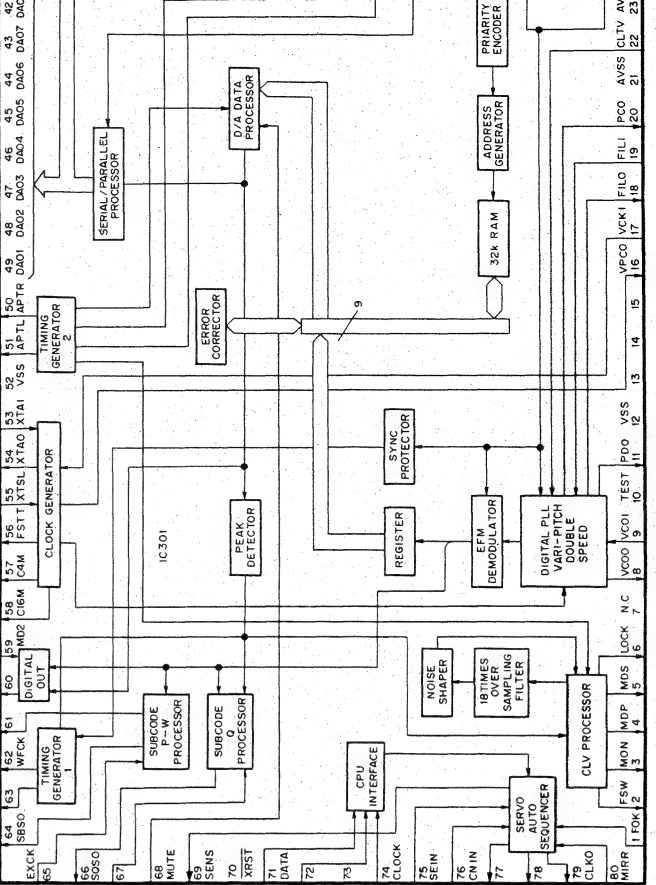 42 DA08
43 DA07
44 DA06
45 DA05
46 DA04
47 DA03
48 DA02
49 DA01
50 APTR
51 APTL
52 VSS
53 XTAI
54 XTAO
55 XTSL
56 FSTT
57 C4M
58 C16M
59 MD2
60
61
62 WFCK
63
64 SBSO
EXCK
65
66 SQSO
67
68 MUTE
69 SENS
70 XRST
71 DATA
72
73
74 CLOCK
75 SEIN
76 CNIN
77
78
79 CLKO
80 MIRR
1 FOK
2 FSW
3 MON
4 MDP
5 MDS
6 LOCK
7 N.C
8 VCOO
9 VCOI
10 TEST
11 PDO
12 VSS
13
14
15
16 VPCO
17 VCKI
18 FILO
19 FILI
20 PCO
21 AVSS
22 CLTV
23 AV
SERIAL/PARALLEL PROCESSOR
D/A DATA PROCESSOR
PRIARITY ENCODER
ADDRESS GENERATOR
32k RAM
TIMING GENERATOR 2
ERROR CORRECTOR
9
CLOCK GENERATOR
IC301
PEAK DETECTOR
SYNC PROTECTOR
REGISTER
EFM DEMODULATOR
DIGITAL PLL VARI-PITCH DOUBLE SPEED
DIGITAL OUT
TIMING GENERATOR 1
SUBCODE P-W PROCESSOR
SUBCODE Q PROCESSOR
NOISE SHAPER
18TIMES OVER SAMPLING FILTER
CLV PROCESSOR
CPU INTERFACE
SERVO AUTO SEQUENCER